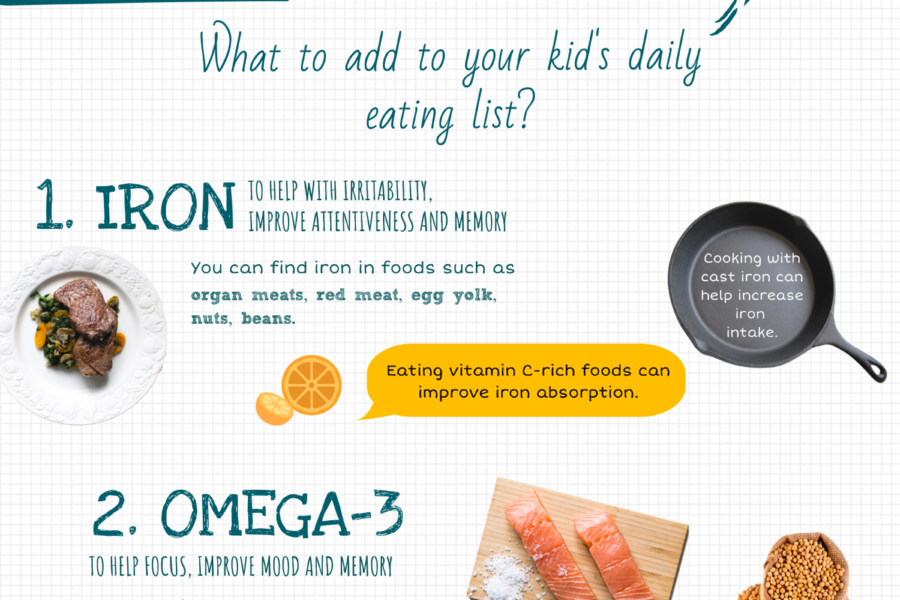 What to add to your kid's daily
eating list?
1. IRON
TO HELP WITH IRRITABILITY,
IMPROVE ATTENTIVENESS AND MEMORY
You can find iron in foods such as
organ meats, red meat, egg yolk,
nuts, beans.
Cooking with
cast iron can
help increase
iron
intake.
Eating vitamin C-rich foods can
improve iron absorption.
2. OMEGA-3
TO HELP FOCUS, IMPROVE MOOD AND MEMORY